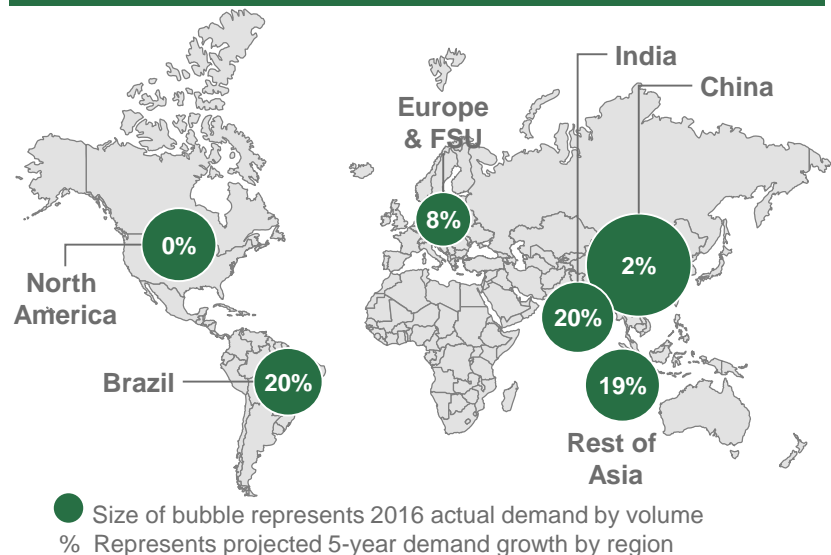 India
China
Europe
& FSU
8%
0%
2%
North
America
20%
Brazil
20%
19%
Rest of
Asia
Size of bubble represents 2016 actual demand by volume
% Represents projected 5-year demand growth by region